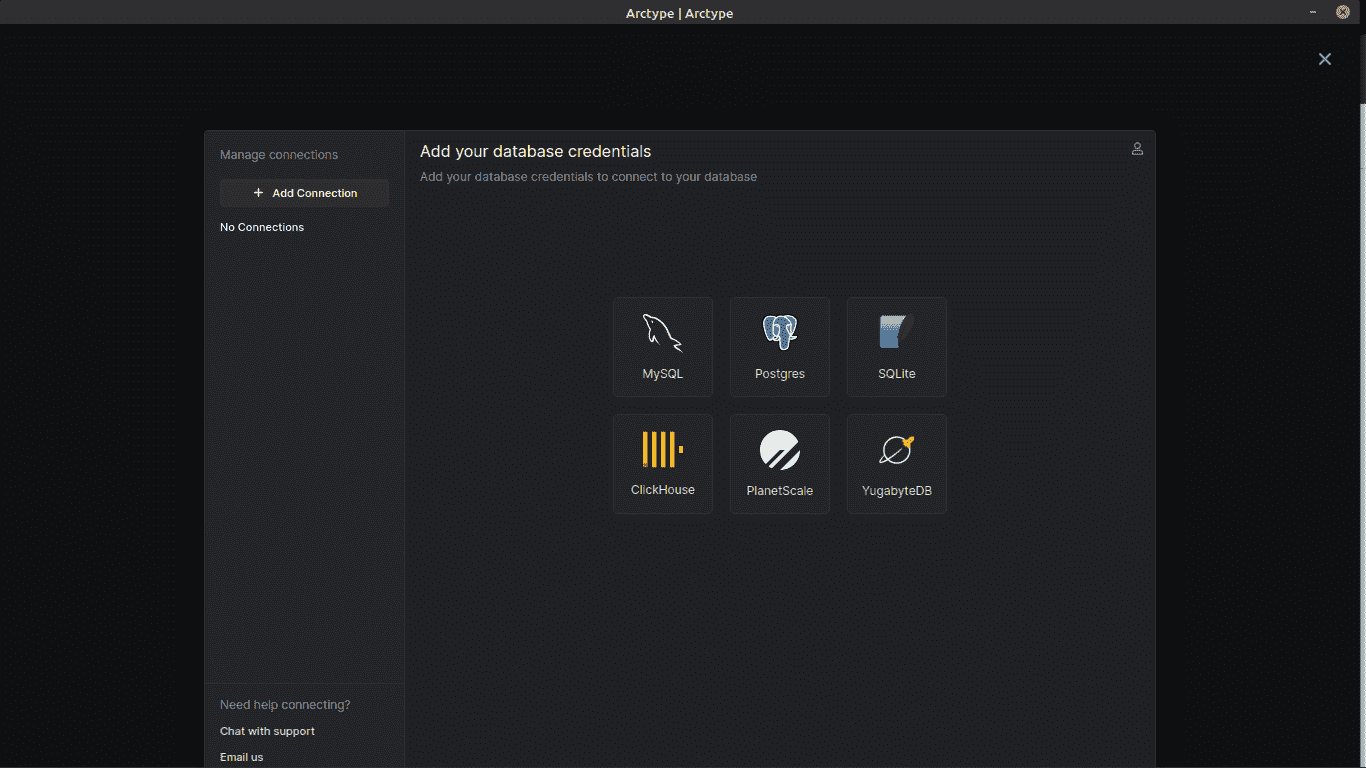 Arctype | Arctype
Manage connections
+ Add Connection
No Connections
Add your database credentials
Add your database credentials to connect to your database
MySQL
Postgres
SQLite
ClickHouse
PlanetScale
YugabyteDB
Need help connecting?
Chat with support
Email us